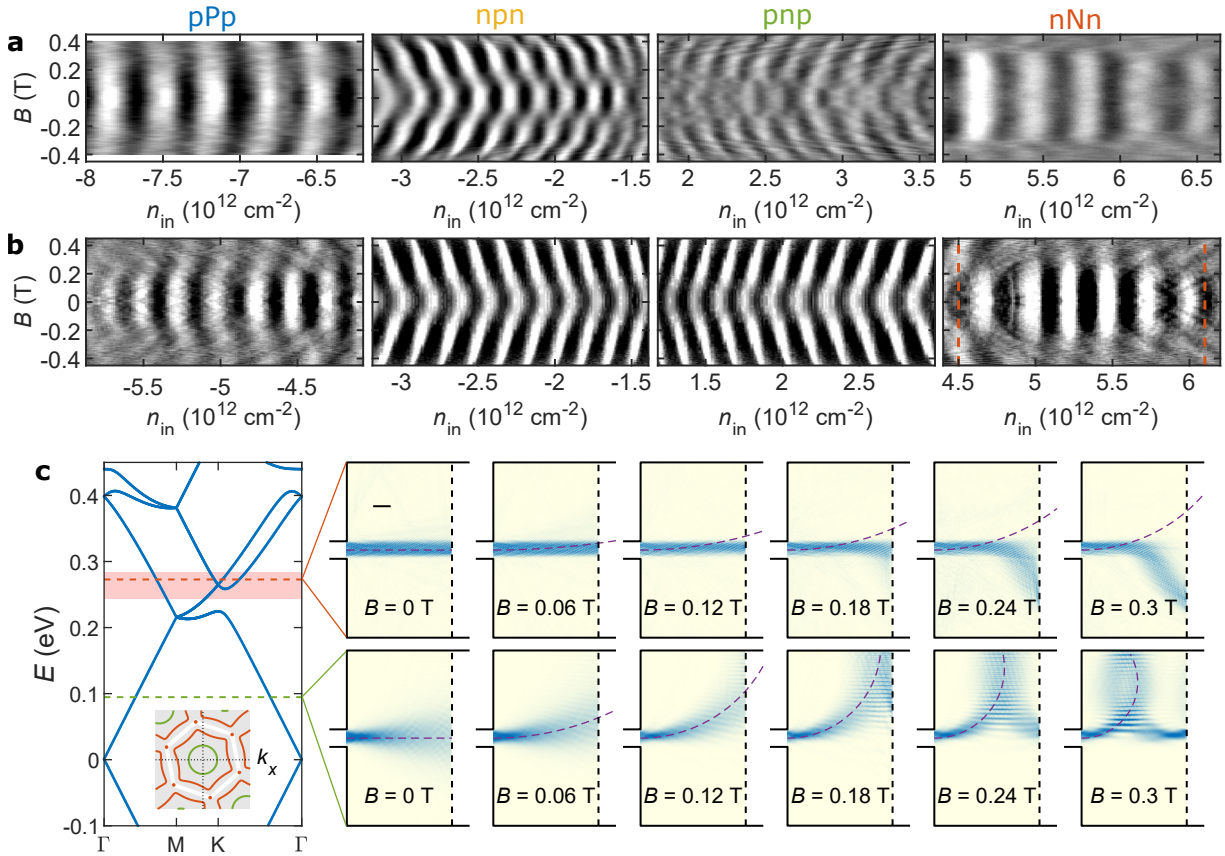 pPp npn pnp nNn
a
B (T)
0.4
0.2
0
-0.2
-0.4
-8 -7.5 -7 -6.5
-3 -2.5 -2 -1.5
2 2.5 3 3.5
5 5.5 6 6.5
n_in (10^12 cm^-2) n_in (10^12 cm^-2) n_in (10^12 cm^-2) n_in (10^12 cm^-2)
b
B (T)
0.4
0.2
0
-0.2
-0.4
-5.5 -5 -4.5
-3 -2.5 -2 -1.5
1.5 2 2.5 3
4.5 5 5.5 6
n_in (10^12 cm^-2) n_in (10^12 cm^-2) n_in (10^12 cm^-2) n_in (10^12 cm^-2)
c
E (eV)
0.4
0.3
0.2
0.1
0
-0.1
Γ M K Γ
k_x
B = 0 T B = 0.06 T B = 0.12 T B = 0.18 T B = 0.24 T B = 0.3 T
B = 0 T B = 0.06 T B = 0.12 T B = 0.18 T B = 0.24 T B = 0.3 T